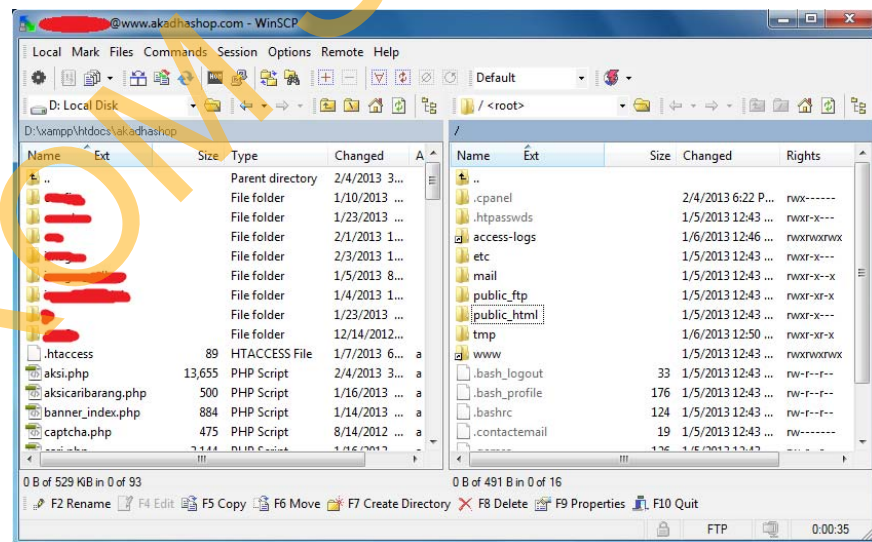 @www.akadhashop.com - WinSCP
Local Mark Files Commands Session Options Remote Help
Default
D: Local Disk
/ <root>
D:\xampp\htdocs\akadhashop
/
Name Ext Size Type Changed A
Name Ext Size Changed Rights
.. Parent directory 2/4/2013 3...
File folder 1/10/2013 ...
File folder 1/23/2013 ...
File folder 2/1/2013 1...
File folder 2/3/2013 1...
File folder 1/5/2013 8...
File folder 1/4/2013 1...
File folder 1/23/2013 ...
File folder 12/14/2012...
.htaccess 89 HTACCESS File 1/7/2013 6... a
aksi.php 13,655 PHP Script 2/4/2013 3... a
aksicaribarang.php 500 PHP Script 1/16/2013 ... a
banner_index.php 884 PHP Script 1/14/2013 ... a
captcha.php 475 PHP Script 8/14/2012 ... a
..
.cpanel 2/4/2013 6:22 P... rwx------
.htpasswds 1/5/2013 12:43 ... rwxr-x---
access-logs 1/6/2013 12:46 ... rwxrwxrwx
etc 1/5/2013 12:43 ... rwxr-x---
mail 1/5/2013 12:43 ... rwxr-x--x
public_ftp 1/5/2013 12:43 ... rwxr-xr-x
public_html 1/5/2013 12:43 ... rwxr-x---
tmp 1/6/2013 12:50 ... rwxr-xr-x
www 1/5/2013 12:43 ... rwxrwxrwx
.bash_logout 33 1/5/2013 12:43 ... rw-r--r--
.bash_profile 176 1/5/2013 12:43 ... rw-r--r--
.bashrc 124 1/5/2013 12:43 ... rw-r--r--
.contactemail 19 1/5/2013 12:43 ... rw-------
0 B of 529 KiB in 0 of 93
0 B of 491 B in 0 of 16
F2 Rename F4 Edit F5 Copy F6 Move F7 Create Directory F8 Delete F9 Properties F10 Quit
FTP 0:00:35